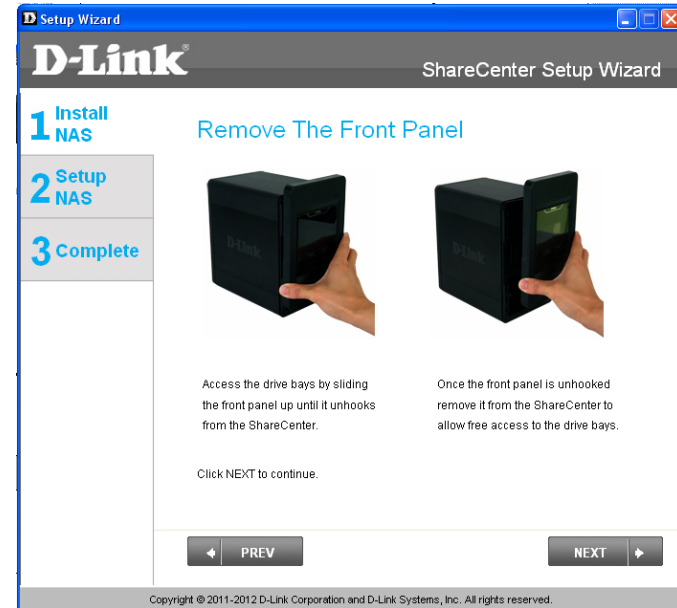 Setup Wizard
D-Link®
ShareCenter Setup Wizard
1 Install
NAS
2 Setup
NAS
3 Complete
Remove The Front Panel
D-Link
D-Link
Access the drive bays by sliding
the front panel up until it unhooks
from the ShareCenter.
Once the front panel is unhooked
remove it from the ShareCenter to
allow free access to the drive bays.
Click NEXT to continue.
PREV
NEXT
Copyright © 2011-2012 D-Link Corporation and D-Link Systems, Inc. All rights reserved.